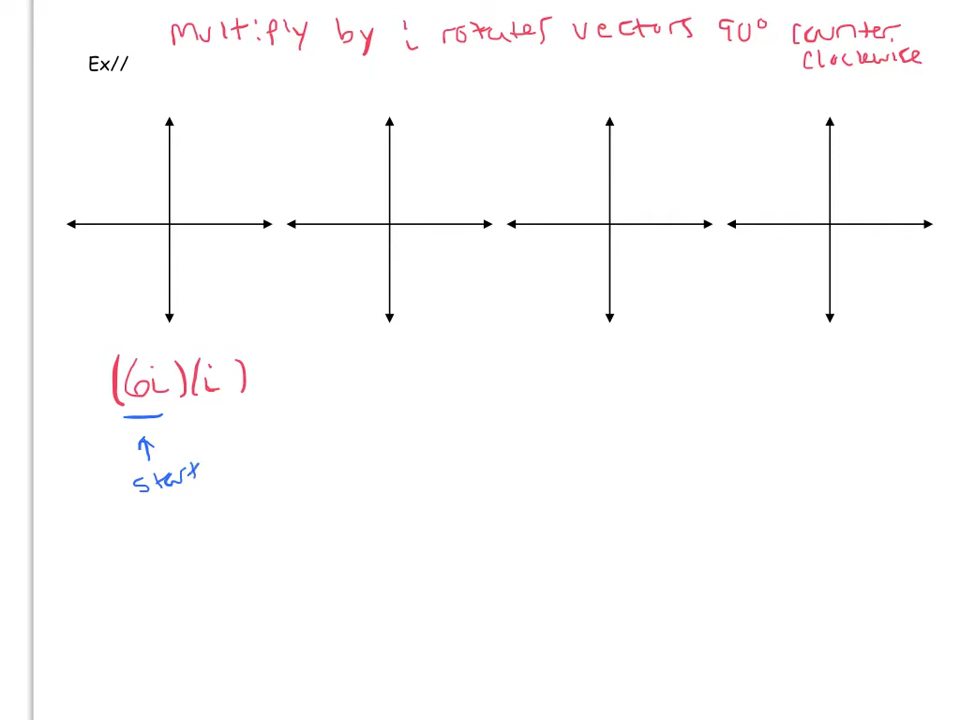 Multiply by i rotates vectors 90° counter.
clockwise
Ex//
(6i)(i)
↑
start